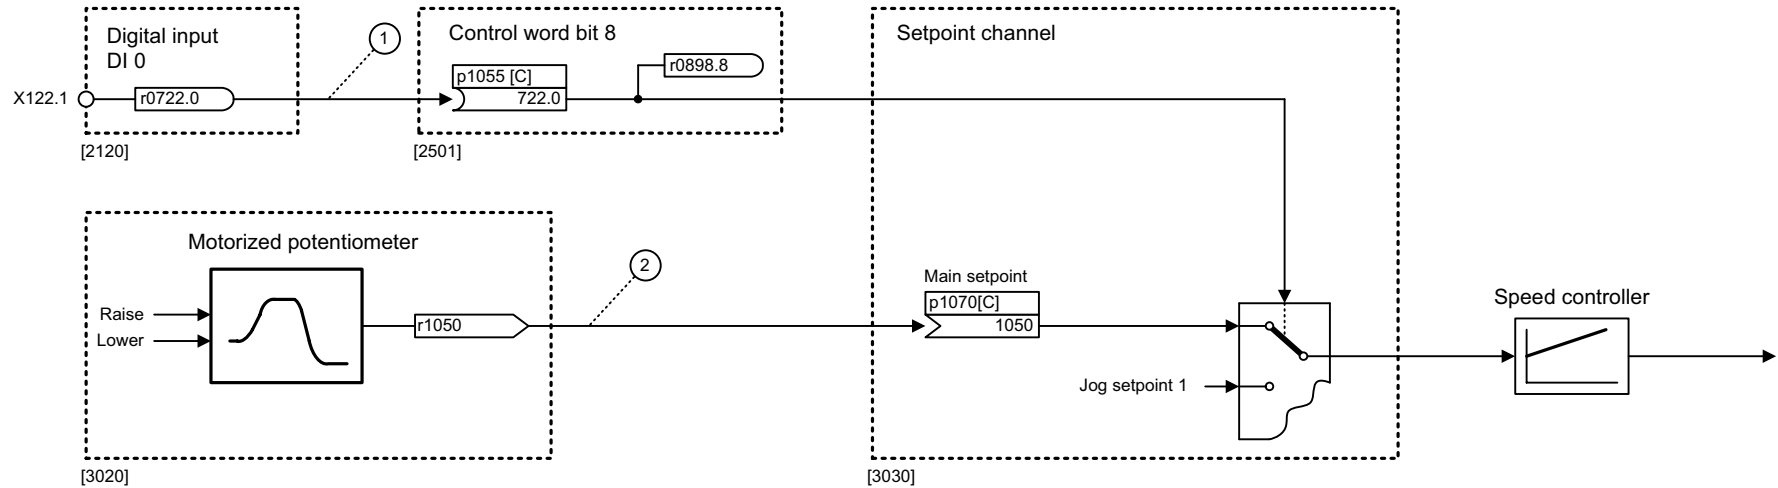 Digital input
DI 0
X122.1
r0722.0
[2120]
1
Control word bit 8
p1055 [C]
722.0
r0898.8
[2501]
Setpoint channel
Motorized potentiometer
Raise
Lower
r1050
[3020]
2
Main setpoint
p1070[C]
1050
Jog setpoint 1
[3030]
Speed controller